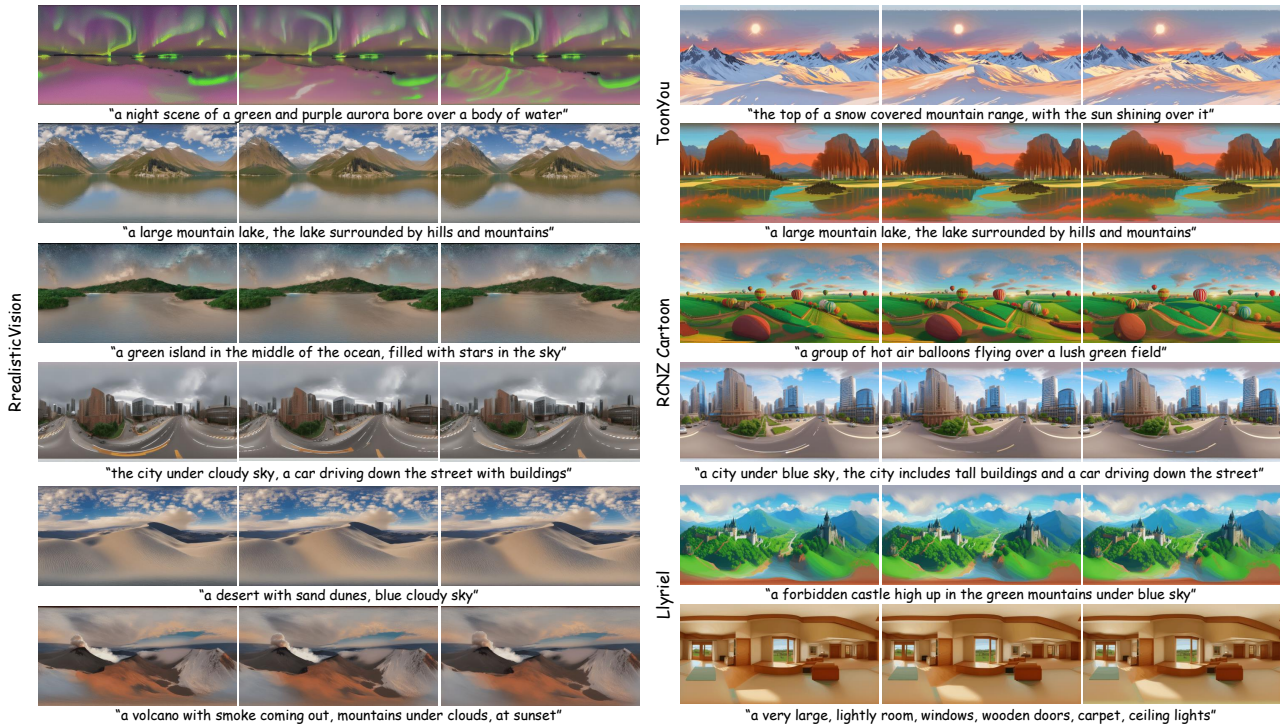 RrealisticVision
“a night scene of a green and purple aurora bore over a body of water”
“a large mountain lake, the lake surrounded by hills and mountains”
“a green island in the middle of the ocean, filled with stars in the sky”
“the city under cloudy sky, a car driving down the street with buildings”
“a desert with sand dunes, blue cloudy sky”
“a volcano with smoke coming out, mountains under clouds, at sunset”
ToonYou
“the top of a snow covered mountain range, with the sun shining over it”
“a large mountain lake, the lake surrounded by hills and mountains”
RCNZ Cartoon
“a group of hot air balloons flying over a lush green field”
“a city under blue sky, the city includes tall buildings and a car driving down the street”
Llyriel
“a forbidden castle high up in the green mountains under blue sky”
“a very large, lightly room, windows, wooden doors, carpet, ceiling lights”